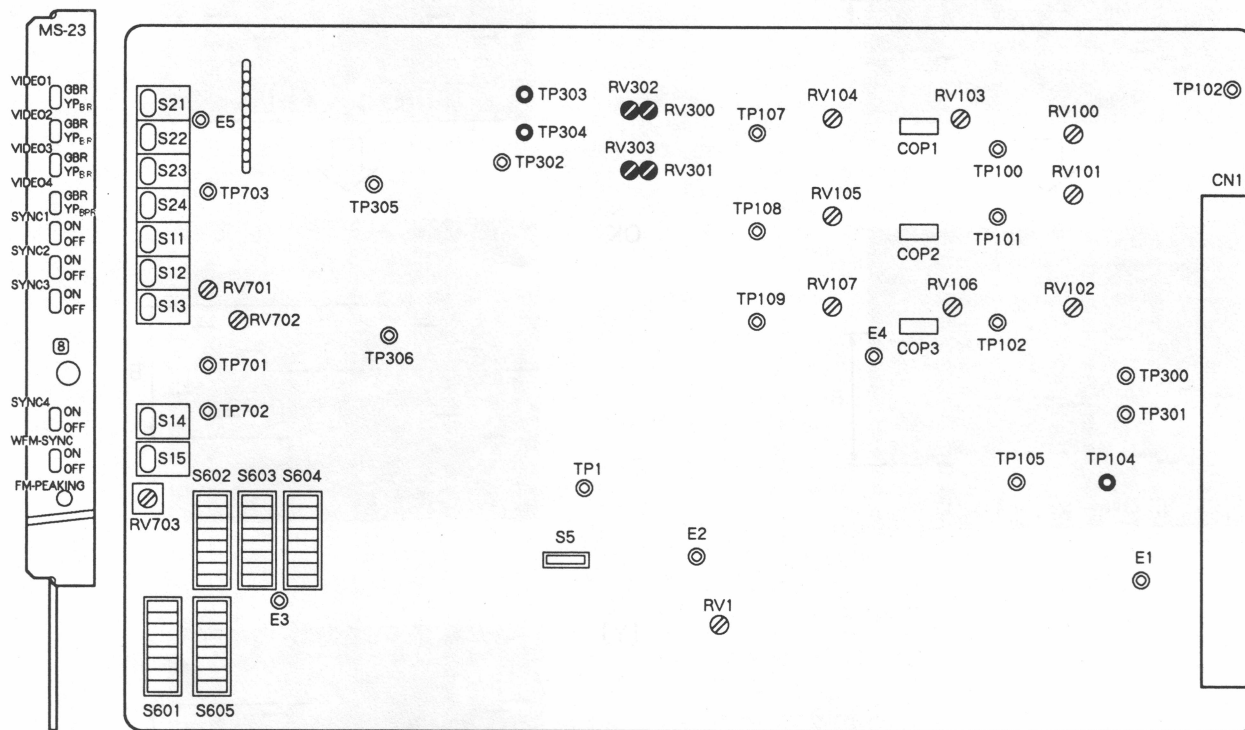 MS-23
VIDEO1
GBR
YPBR
VIDEO2
GBR
YPBR
VIDEO3
GBR
YPBR
VIDEO4
GBR
YPBPR
SYNC1
ON
OFF
SYNC2
ON
OFF
SYNC3
ON
OFF
8
SYNC4
ON
OFF
WFM-SYNC
ON
OFF
FM-PEAKING
S21
S22
S23
S24
S11
S12
S13
S14
S15
E5
TP703
RV701
RV702
TP701
TP702
RV703
S602 S603 S604
E3
S601 S605
TP303
TP304
TP302
TP305
TP306
RV302
RV300
RV303
RV301
TP107
TP108
TP109
RV104
RV105
RV107
RV103
COP1
COP2
RV106
COP3
E4
TP100
TP101
TP102
RV100
RV101
RV102
TP102
CN1
TP300
TP301
TP105
TP104
TP1
S5
E2
RV1
E1